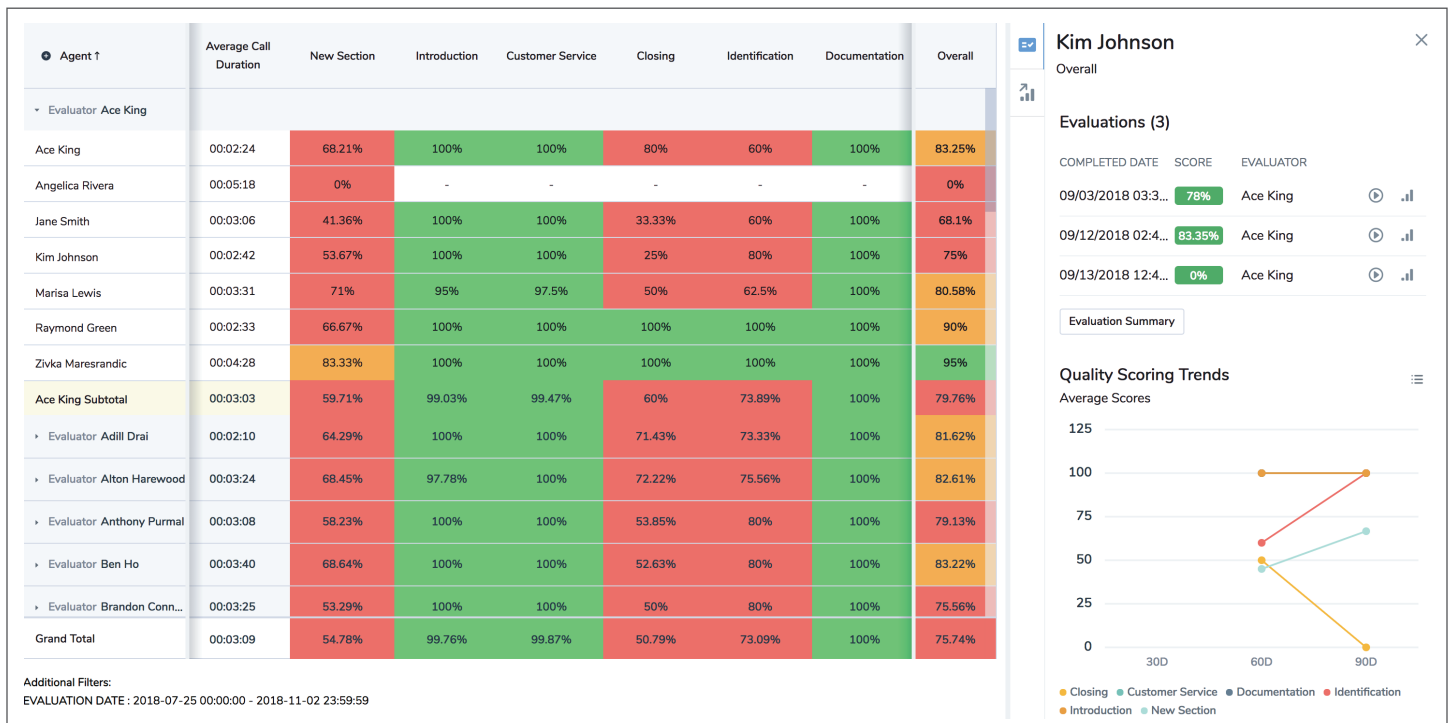 Agent ↑ Average Call Duration New Section Introduction Customer Service Closing Identification Documentation Overall
Evaluator Ace King
Ace King 00:02:24 68.21% 100% 100% 80% 60% 100% 83.25%
Angelica Rivera 00:05:18 0% - - - - - 0%
Jane Smith 00:03:06 41.36% 100% 100% 33.33% 60% 100% 68.1%
Kim Johnson 00:02:42 53.67% 100% 100% 25% 80% 100% 75%
Marisa Lewis 00:03:31 71% 95% 97.5% 50% 62.5% 100% 80.58%
Raymond Green 00:02:33 66.67% 100% 100% 100% 100% 100% 90%
Zivka Maresrandic 00:04:28 83.33% 100% 100% 100% 100% 100% 95%
Ace King Subtotal 00:03:03 59.71% 99.03% 99.47% 60% 73.89% 100% 79.76%
Evaluator Adill Drai 00:02:10 64.29% 100% 100% 71.43% 73.33% 100% 81.62%
Evaluator Alton Harewood 00:03:24 68.45% 97.78% 100% 72.22% 75.56% 100% 82.61%
Evaluator Anthony Purmal 00:03:08 58.23% 100% 100% 53.85% 80% 100% 79.13%
Evaluator Ben Ho 00:03:40 68.64% 100% 100% 52.63% 80% 100% 83.22%
Evaluator Brandon Conn... 00:03:25 53.29% 100% 100% 50% 80% 100% 75.56%
Grand Total 00:03:09 54.78% 99.76% 99.87% 50.79% 73.09% 100% 75.74%
Additional Filters:
EVALUATION DATE : 2018-07-25 00:00:00 - 2018-11-02 23:59:59
Kim Johnson
Overall
Evaluations (3)
COMPLETED DATE SCORE EVALUATOR
09/03/2018 03:3... 78% Ace King
09/12/2018 02:4... 83.35% Ace King
09/13/2018 12:4... 0% Ace King
Evaluation Summary
Quality Scoring Trends
Average Scores
125
100
75
50
25
0
30D 60D 90D
Closing Customer Service Documentation Identification
Introduction New Section